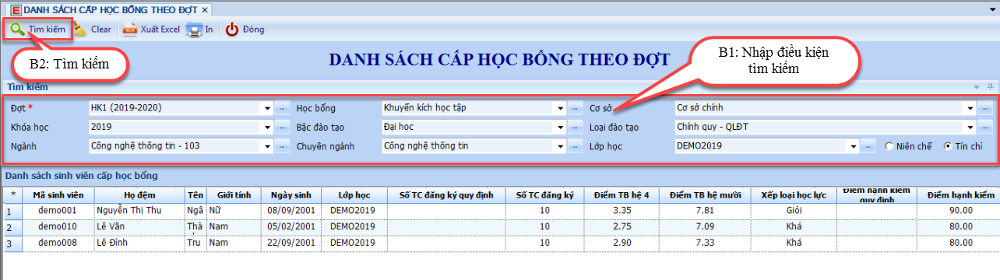 DANH SÁCH CẤP HỌC BỔNG THEO ĐỢT ×
Tìm kiếm Clear Xuất Excel In Đóng
B2: Tìm kiếm
DANH SÁCH CẤP HỌC BỔNG THEO ĐỢT
B1: Nhập điều kiện
tìm kiếm
Tìm kiếm
Đợt * HK1 (2019-2020) Học bổng Khuyến kích học tập Cơ sở Cơ sở chính
Khóa học 2019 Bậc đào tạo Đại học Loại đào tạo Chính quy - QLĐT
Ngành Công nghệ thông tin - 103 Chuyên ngành Công nghệ thông tin Lớp học DEMO2019 Niên chế Tín chỉ
Danh sách sinh viên cấp học bổng
* Mã sinh viên Họ đệm Tên Giới tính Ngày sinh Lớp học Số TC đăng ký quy định Số TC đăng ký Điểm TB hệ 4 Điểm TB hệ mười Xếp loại học lực Điểm hạnh kiểm quy định Điểm hạnh kiểm
1 demo001 Nguyễn Thị Thu Ngâ Nữ 08/09/2001 DEMO2019 10 3.35 7.81 Giỏi 90.00
2 demo010 Lê Văn Nam 05/02/2001 DEMO2019 10 2.75 7.09 Khá 80.00
3 demo008 Lê Đình Tru Nam 22/09/2001 DEMO2019 10 2.90 7.33 Khá 80.00